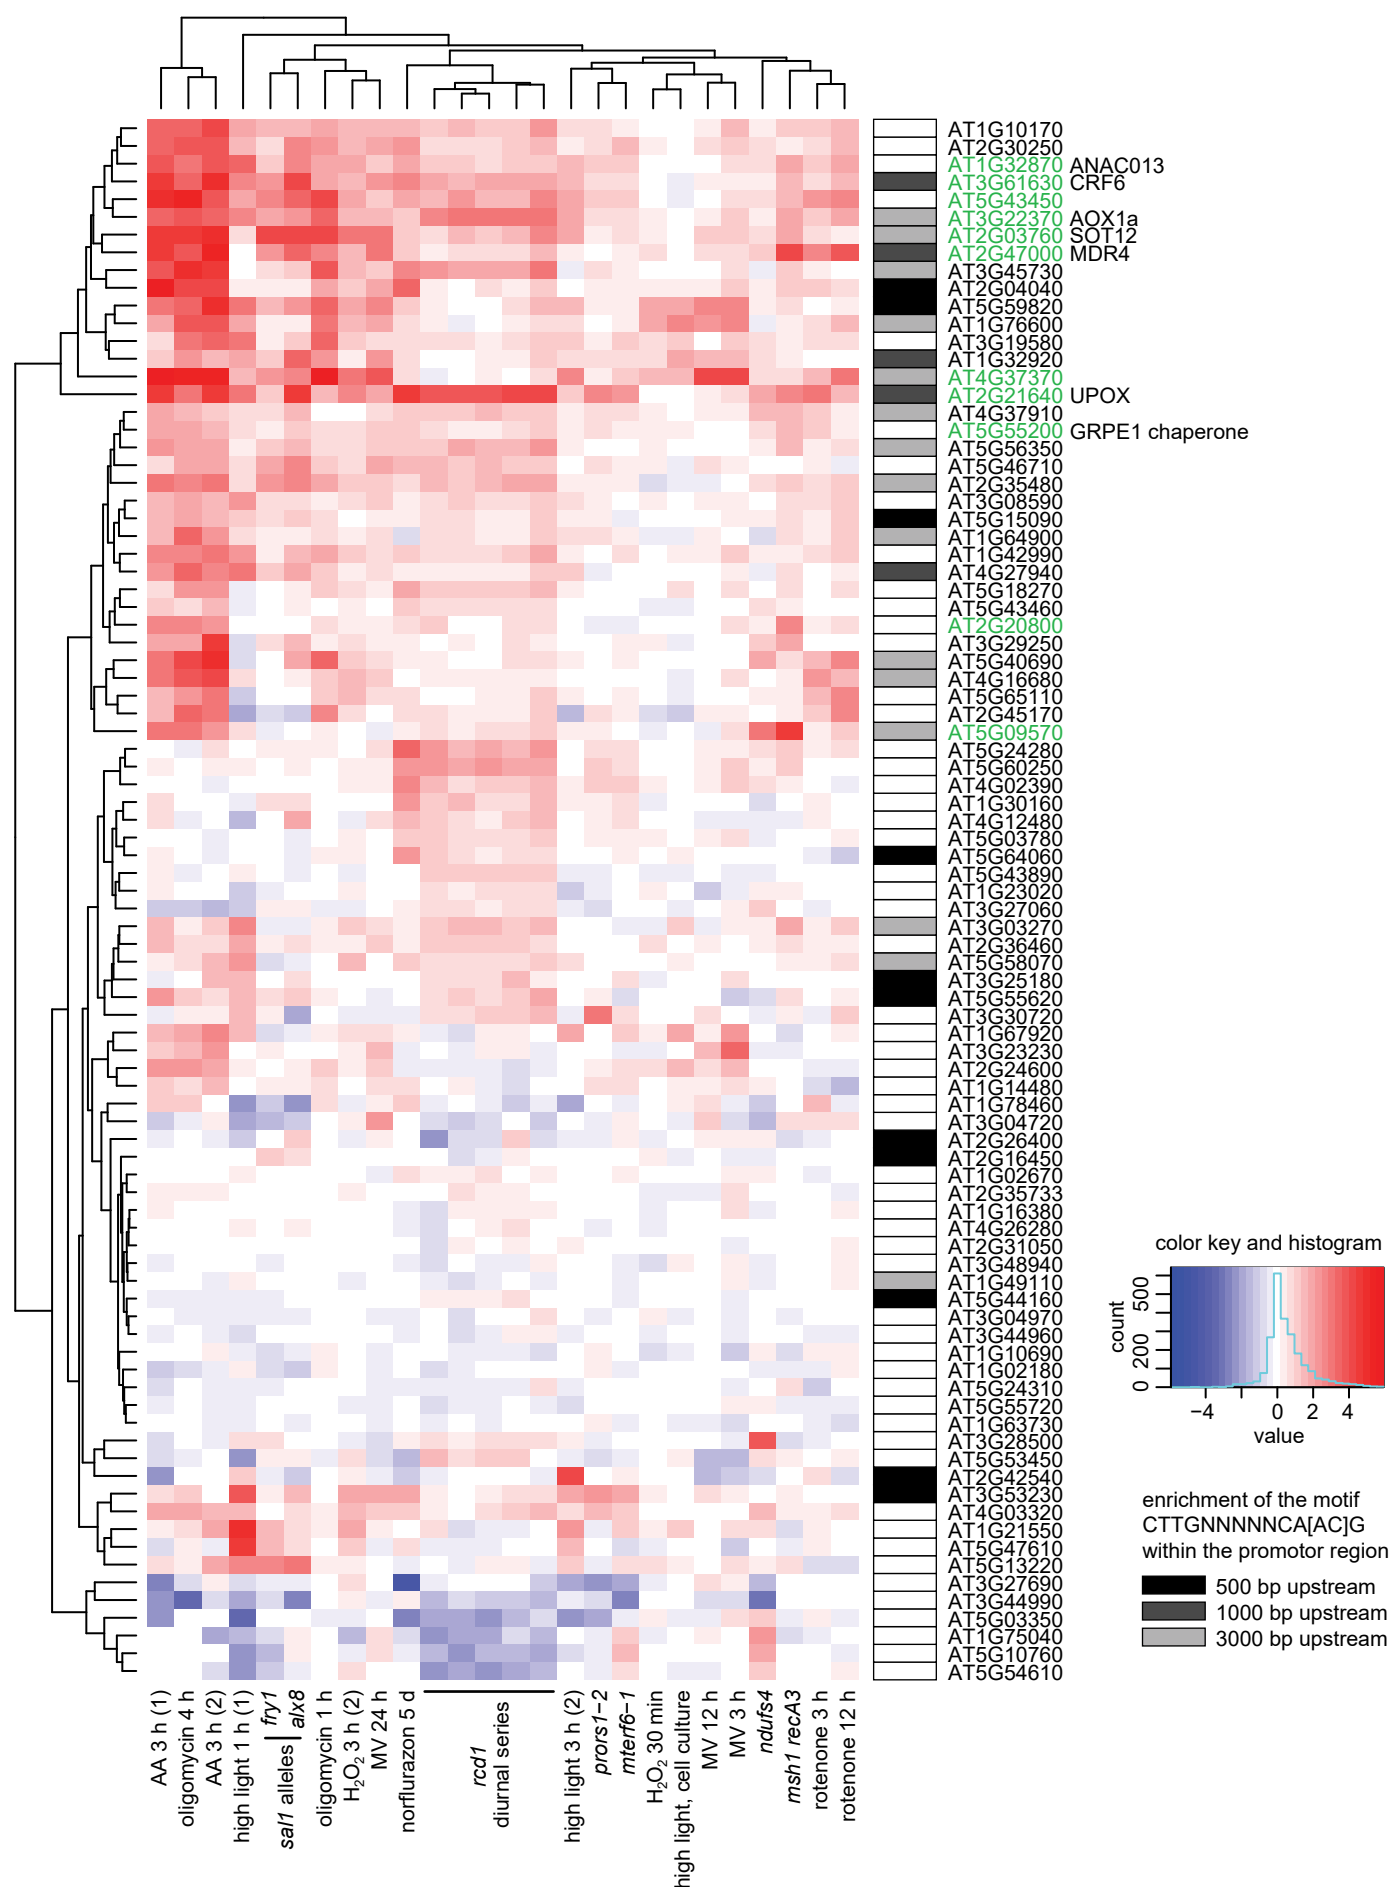 AT1G10170
AT2G30250
AT1G32870 ANAC013
AT3G61630 CRF6
AT5G43450
AT3G22370 AOX1a
AT2G03760 SOT12
AT2G47000 MDR4
AT3G45730
AT2G04040
AT5G59820
AT1G76600
AT3G19580
AT1G32920
AT4G37370
AT2G21640 UPOX
AT4G37910
AT5G55200 GRPE1 chaperone
AT5G56350
AT5G46710
AT2G35480
AT3G08590
AT5G15090
AT1G64900
AT1G42990
AT4G27940
AT5G18270
AT5G43460
AT2G20800
AT3G29250
AT5G40690
AT4G16680
AT5G65110
AT2G45170
AT5G09570
AT5G24280
AT5G60250
AT4G02390
AT1G30160
AT4G12480
AT5G03780
AT5G64060
AT5G43890
AT1G23020
AT3G27060
AT3G03270
AT2G36460
AT5G58070
AT3G25180
AT5G55620
AT3G30720
AT1G67920
AT3G23230
AT2G24600
AT1G14480
AT1G78460
AT3G04720
AT2G26400
AT2G16450
AT1G02670
AT2G35733
AT1G16380
AT4G26280
AT2G31050
AT3G48940
AT1G49110
AT5G44160
AT3G04970
AT3G44960
AT1G10690
AT1G02180
AT5G24310
AT5G55720
AT1G63730
AT3G28500
AT5G53450
AT2G42540
AT3G53230
AT4G03320
AT1G21550
AT5G47610
AT5G13220
AT3G27690
AT3G44990
AT5G03350
AT1G75040
AT5G10760
AT5G54610
AA 3 h (1)
oligomycin 4 h
AA 3 h (2)
high light 1 h (1)
fry1
alx8
sal1 alleles
oligomycin 1 h
H₂O₂ 3 h (2)
MV 24 h
norflurazon 5 d
rcd1
diurnal series
high light 3 h (2)
prors1−2
mterf6−1
H₂O₂ 30 min
high light, cell culture
MV 12 h
MV 3 h
ndufs4
msh1 recA3
rotenone 3 h
rotenone 12 h
color key and histogram
count
0 200 500
−4 0 2 4
value
enrichment of the motif
CTTGNNNNNCA[AC]G
within the promotor region
500 bp upstream
1000 bp upstream
3000 bp upstream